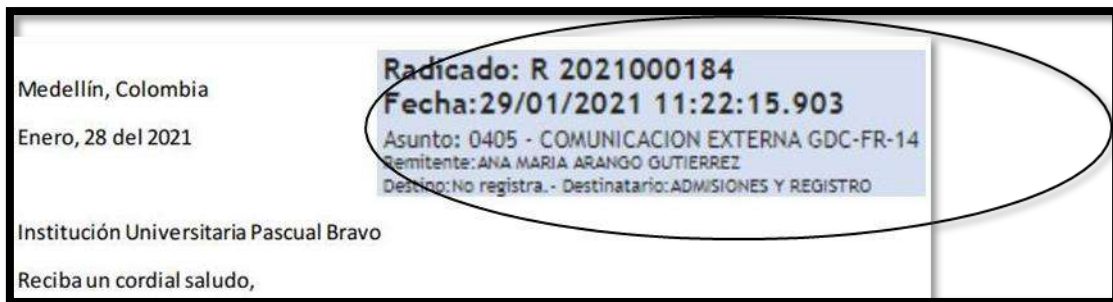 Medellín, Colombia
Enero, 28 del 2021
Radicado: R 2021000184
Fecha:29/01/2021 11:22:15.903
Asunto: 0405 - COMUNICACION EXTERNA GDC-FR-14
Remitente:ANA MARIA ARANGO GUTIERREZ
Destino:No registra.- Destinatario:ADMISIONES Y REGISTRO
Institución Universitaria Pascual Bravo
Reciba un cordial saludo,